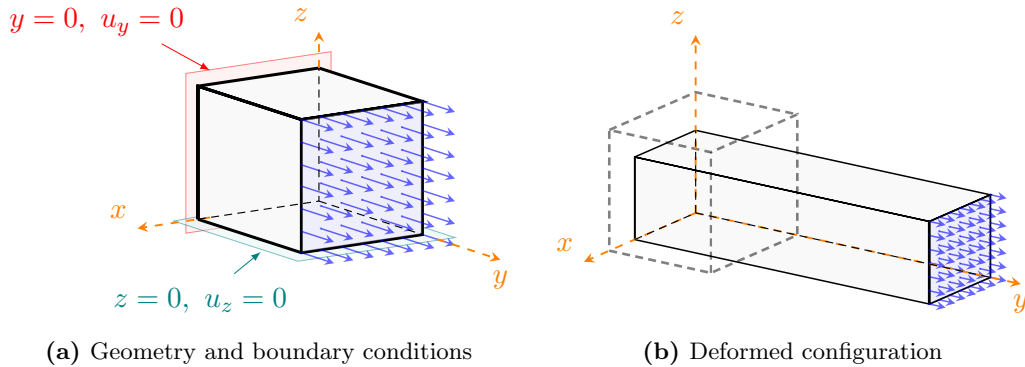 y = 0, u_y = 0
z
x
y
z = 0, u_z = 0
(a) Geometry and boundary conditions
z
x
y
(b) Deformed configuration